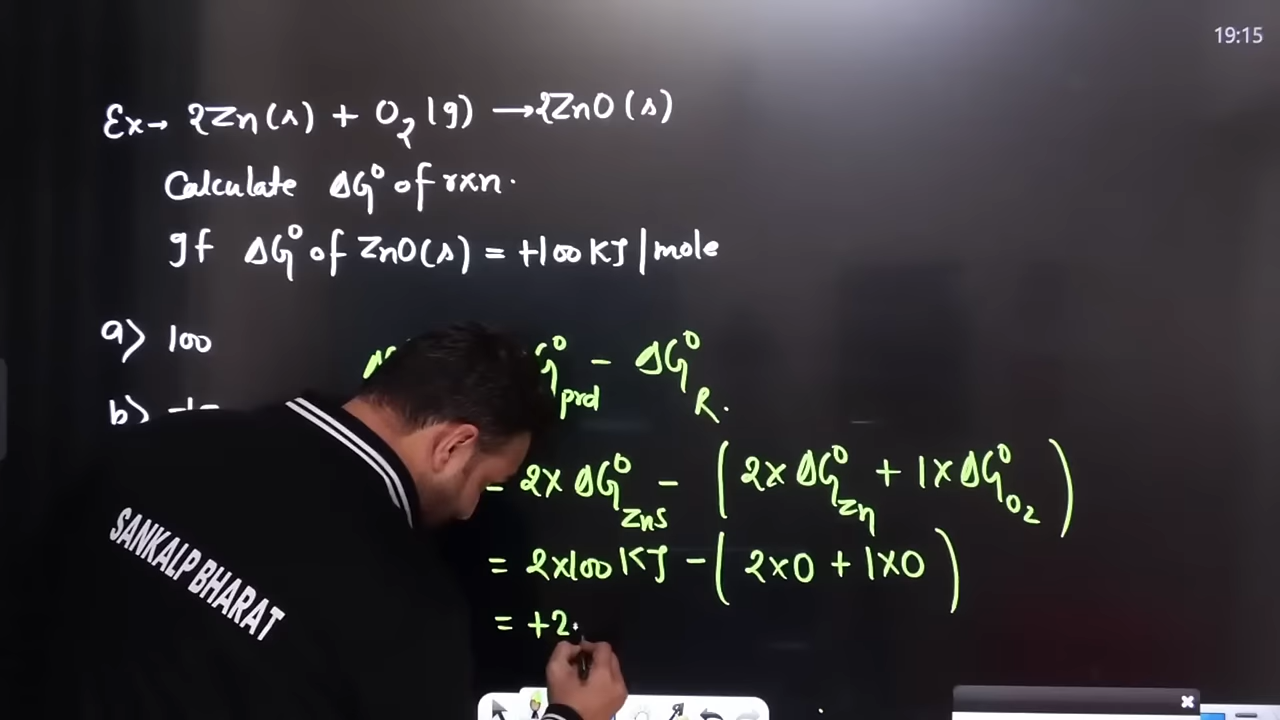 19:15
Ex→ 2Zn(s) + O₂(g) → 2ZnO(s)
Calculate ΔG° of rxn.
If ΔG° of ZnO(s) = +100 KJ/mole
a) 100
b)
G°prd - ΔG°R.
- 2× ΔG°ZnS - (2× ΔG°Zn + 1× ΔG°O₂)
= 2×100 KJ - (2×0 + 1×0)
= +2
SANKALP BHARAT